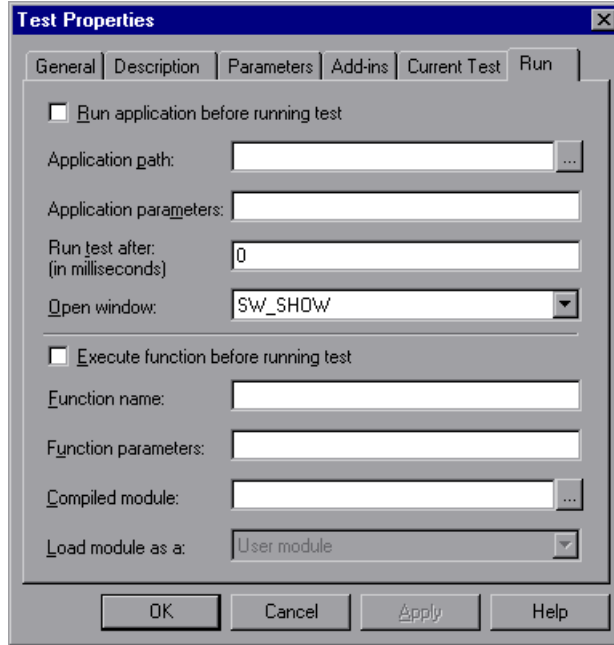 Test Properties
General Description Parameters Add-ins Current Test Run
Run application before running test
Application path:
...
Application parameters:
Run test after:
(in milliseconds)
0
Open window:
SW_SHOW
Execute function before running test
Function name:
Function parameters:
Compiled module:
...
Load module as a:
User module
OK Cancel Apply Help